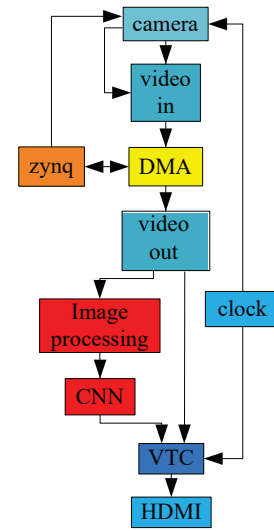 camera
video
in
zynq
DMA
video
out
Image
processing
clock
CNN
VTC
HDMI